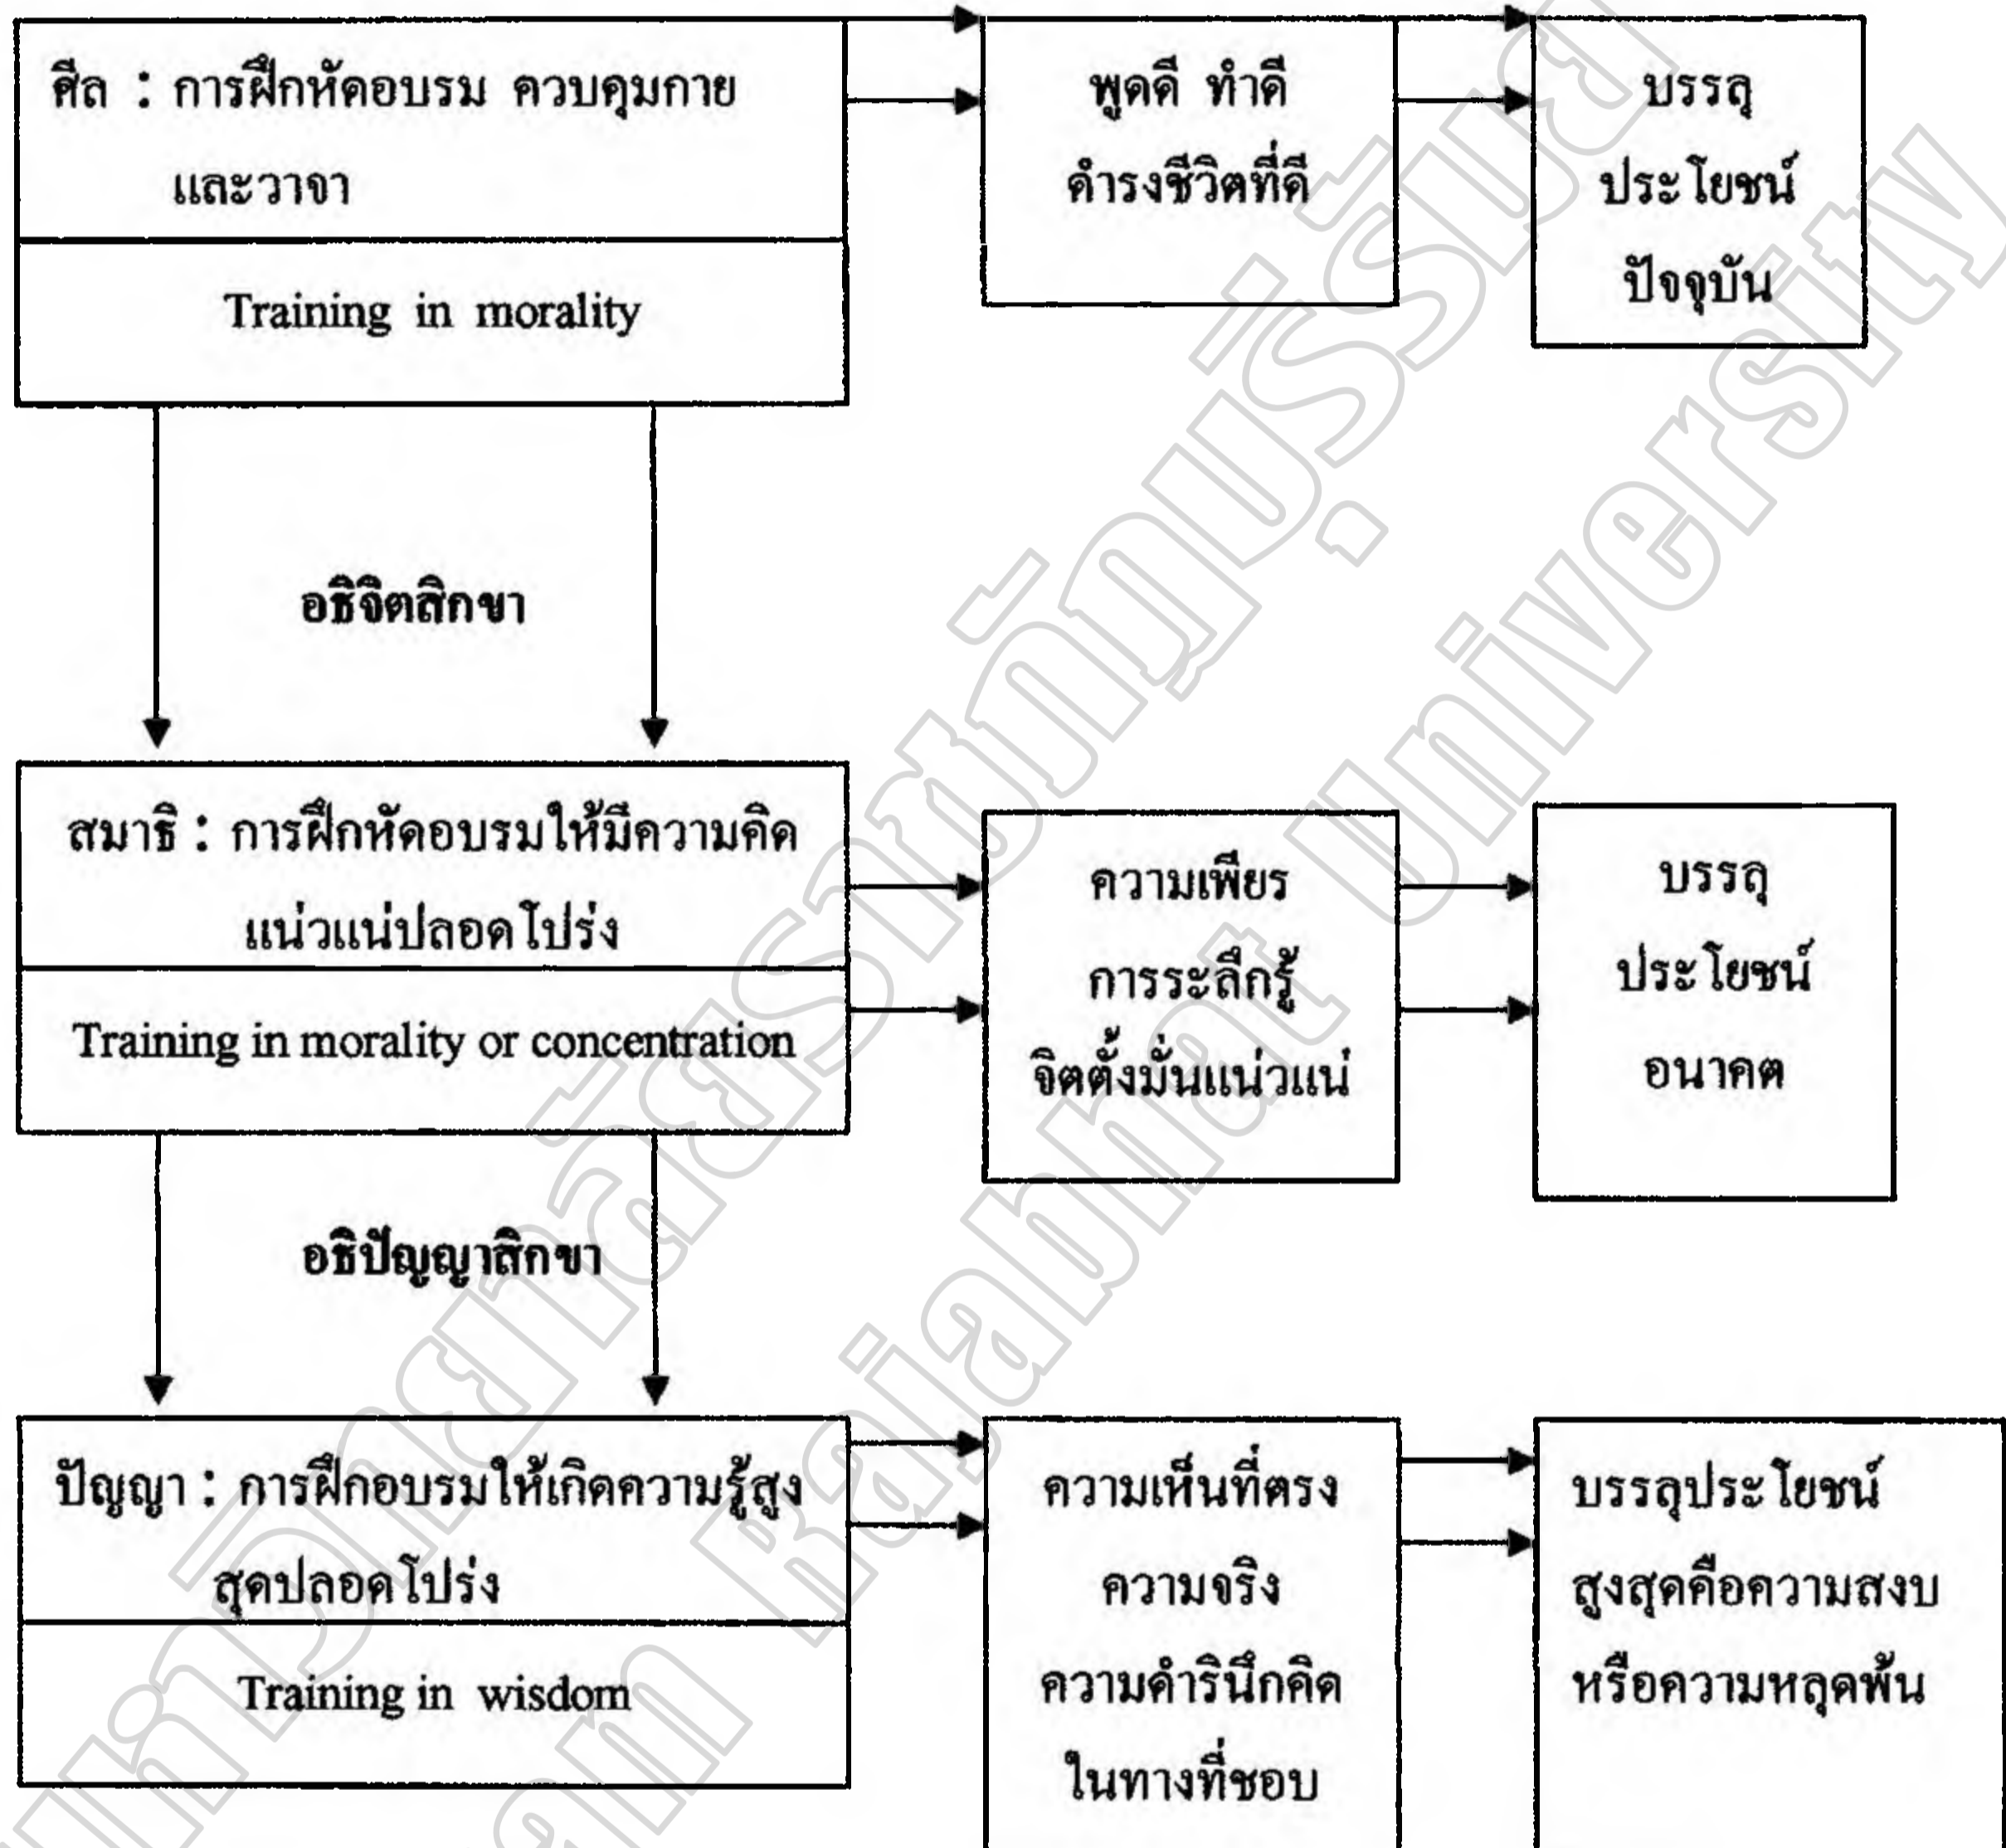 ศีล : การฝึกหัดอบรม ควบคุมกาย
และวาจา
Training in morality
พูดดี ทำดี
ดำรงชีวิตที่ดี
บรรลุ
ประโยชน์
ปัจจุบัน
อธิจิตสิกขา
สมาธิ : การฝึกหัดอบรมให้มีความคิด
แน่วแน่ปลอดโปร่ง
Training in morality or concentration
ความเพียร
การระลึกรู้
จิตตั้งมั่นแน่วแน่
บรรลุ
ประโยชน์
อนาคต
อธิปัญญาสิกขา
ปัญญา : การฝึกอบรมให้เกิดความรู้สูง
สุดปลอดโปร่ง
Training in wisdom
ความเห็นที่ตรง
ความจริง
ความดำรินึกคิด
ในทางที่ชอบ
บรรลุประโยชน์
สูงสุดคือความสงบ
หรือความหลุดพ้น
Rajabhat University